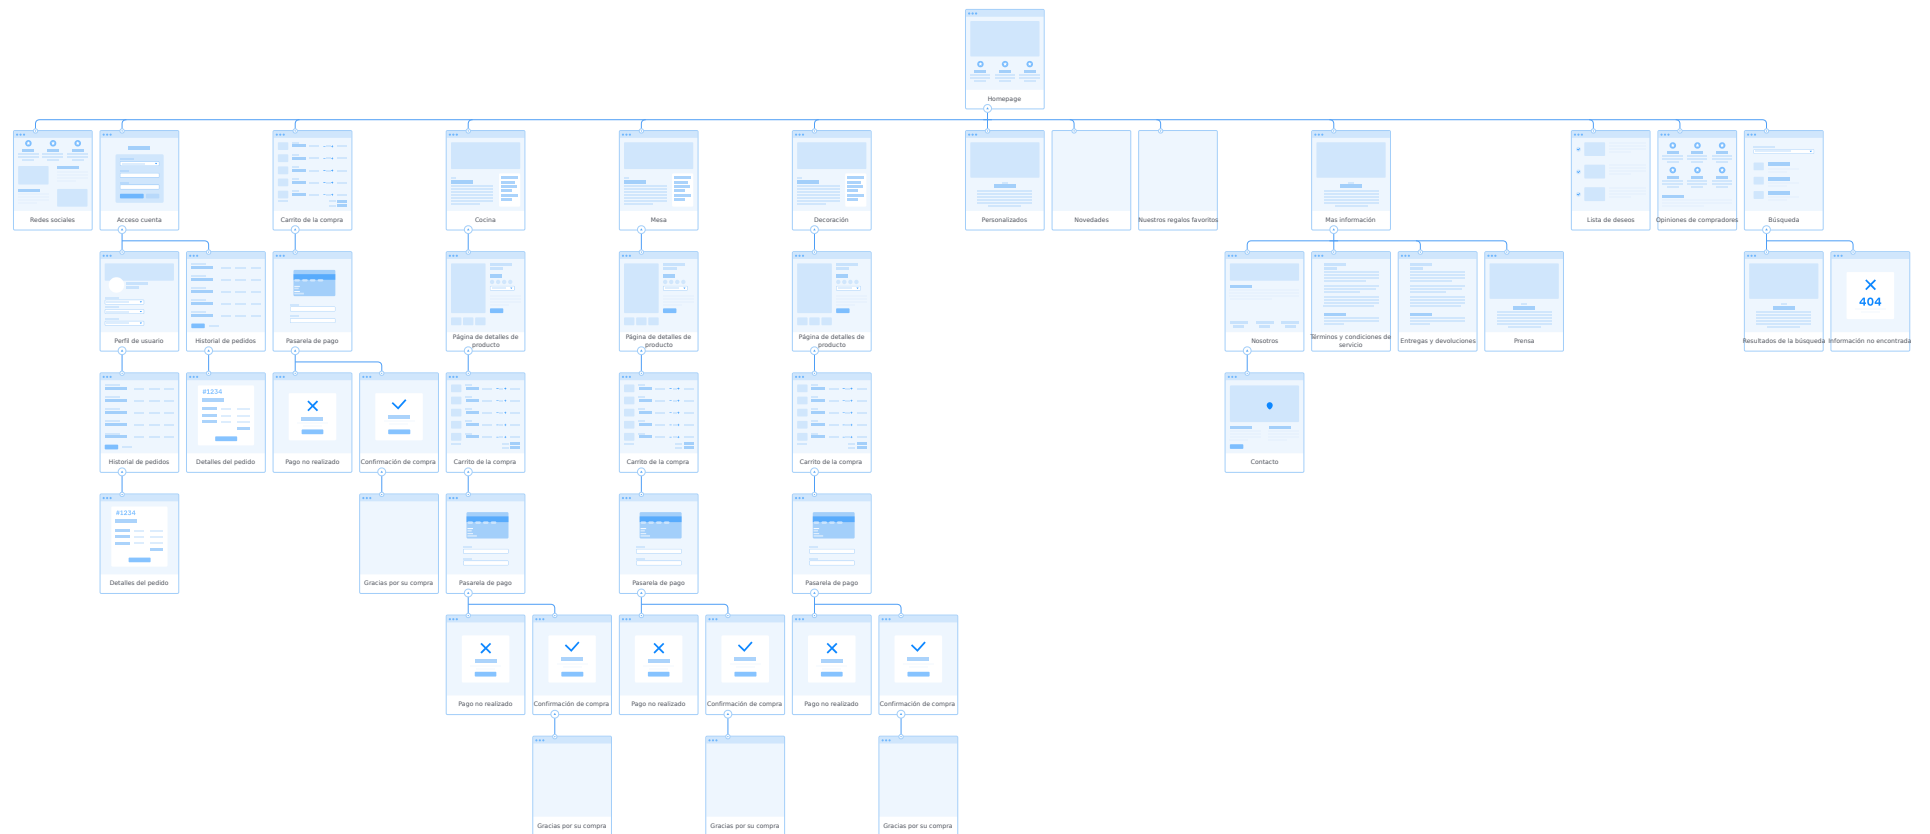 Homepage
Redes sociales
Acceso cuenta
Carrito de la compra
Cocina
Mesa
Decoración
Personalizados
Novedades
Nuestros regalos favoritos
Mas información
Lista de deseos
Opiniones de compradores
Búsqueda
Perfil de usuario
Historial de pedidos
Pasarela de pago
Página de detalles de
producto
Página de detalles de
producto
Página de detalles de
producto
Nosotros
Términos y condiciones de
servicio
Entregas y devoluciones
Prensa
Resultados de la búsqueda
404
Información no encontrada
Historial de pedidos
#1234
Detalles del pedido
Pago no realizado
Confirmación de compra
Carrito de la compra
Carrito de la compra
Carrito de la compra
Contacto
#1234
Detalles del pedido
Gracias por su compra
Pasarela de pago
Pasarela de pago
Pasarela de pago
Pago no realizado
Confirmación de compra
Pago no realizado
Confirmación de compra
Pago no realizado
Confirmación de compra
Gracias por su compra
Gracias por su compra
Gracias por su compra